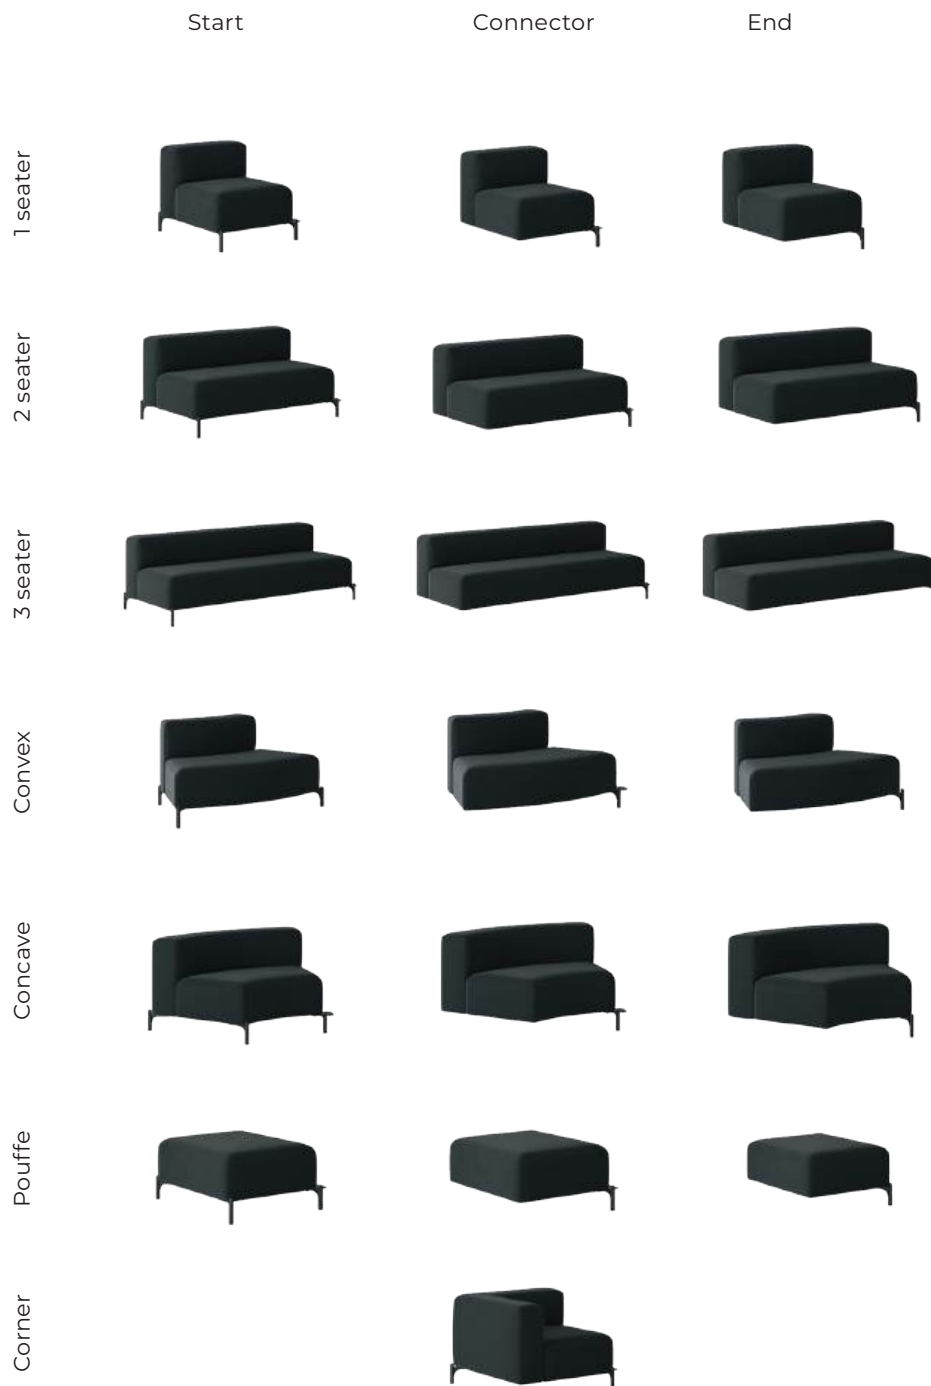 Start
Connector
End
1 seater
2 seater
3 seater
Convex
Concave
Pouffe
Corner